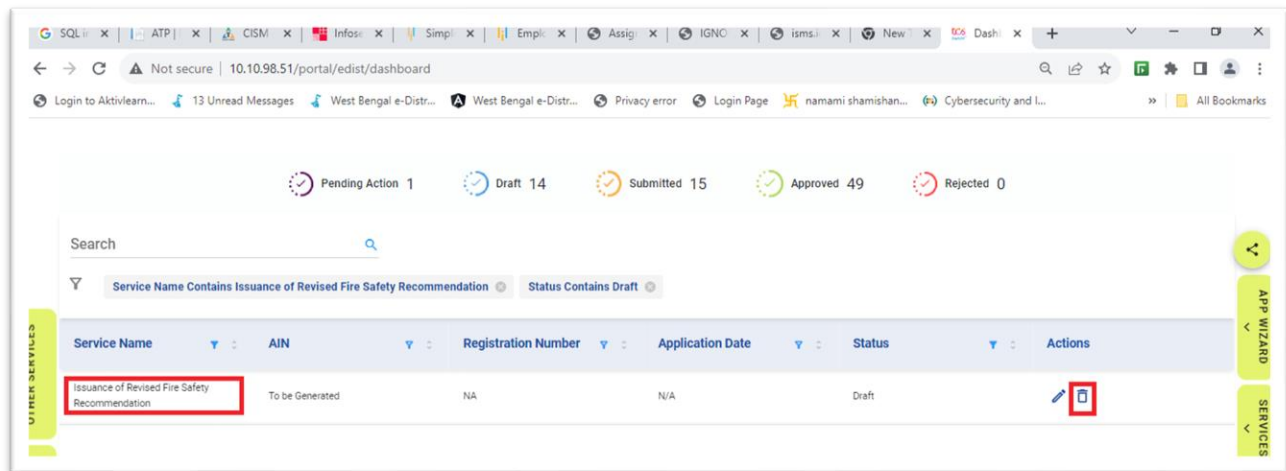 SQL i
ATP |
CISM
Infose
Simpl
Emplo
Assig
IGNO
isms.i
New T
Dash
Not secure | 10.10.98.51/portal/edist/dashboard
Login to Aktivlearn... 13 Unread Messages West Bengal e-Distr... West Bengal e-Distr... Privacy error Login Page namami shamishan... Cybersecurity and I... » All Bookmarks
Pending Action 1 Draft 14 Submitted 15 Approved 49 Rejected 0
Search
Service Name Contains Issuance of Revised Fire Safety Recommendation Status Contains Draft
Service Name AIN Registration Number Application Date Status Actions
Issuance of Revised Fire Safety
Recommendation
To be Generated NA N/A Draft
OTHER SERVICES
APP WIZARD
SERVICES